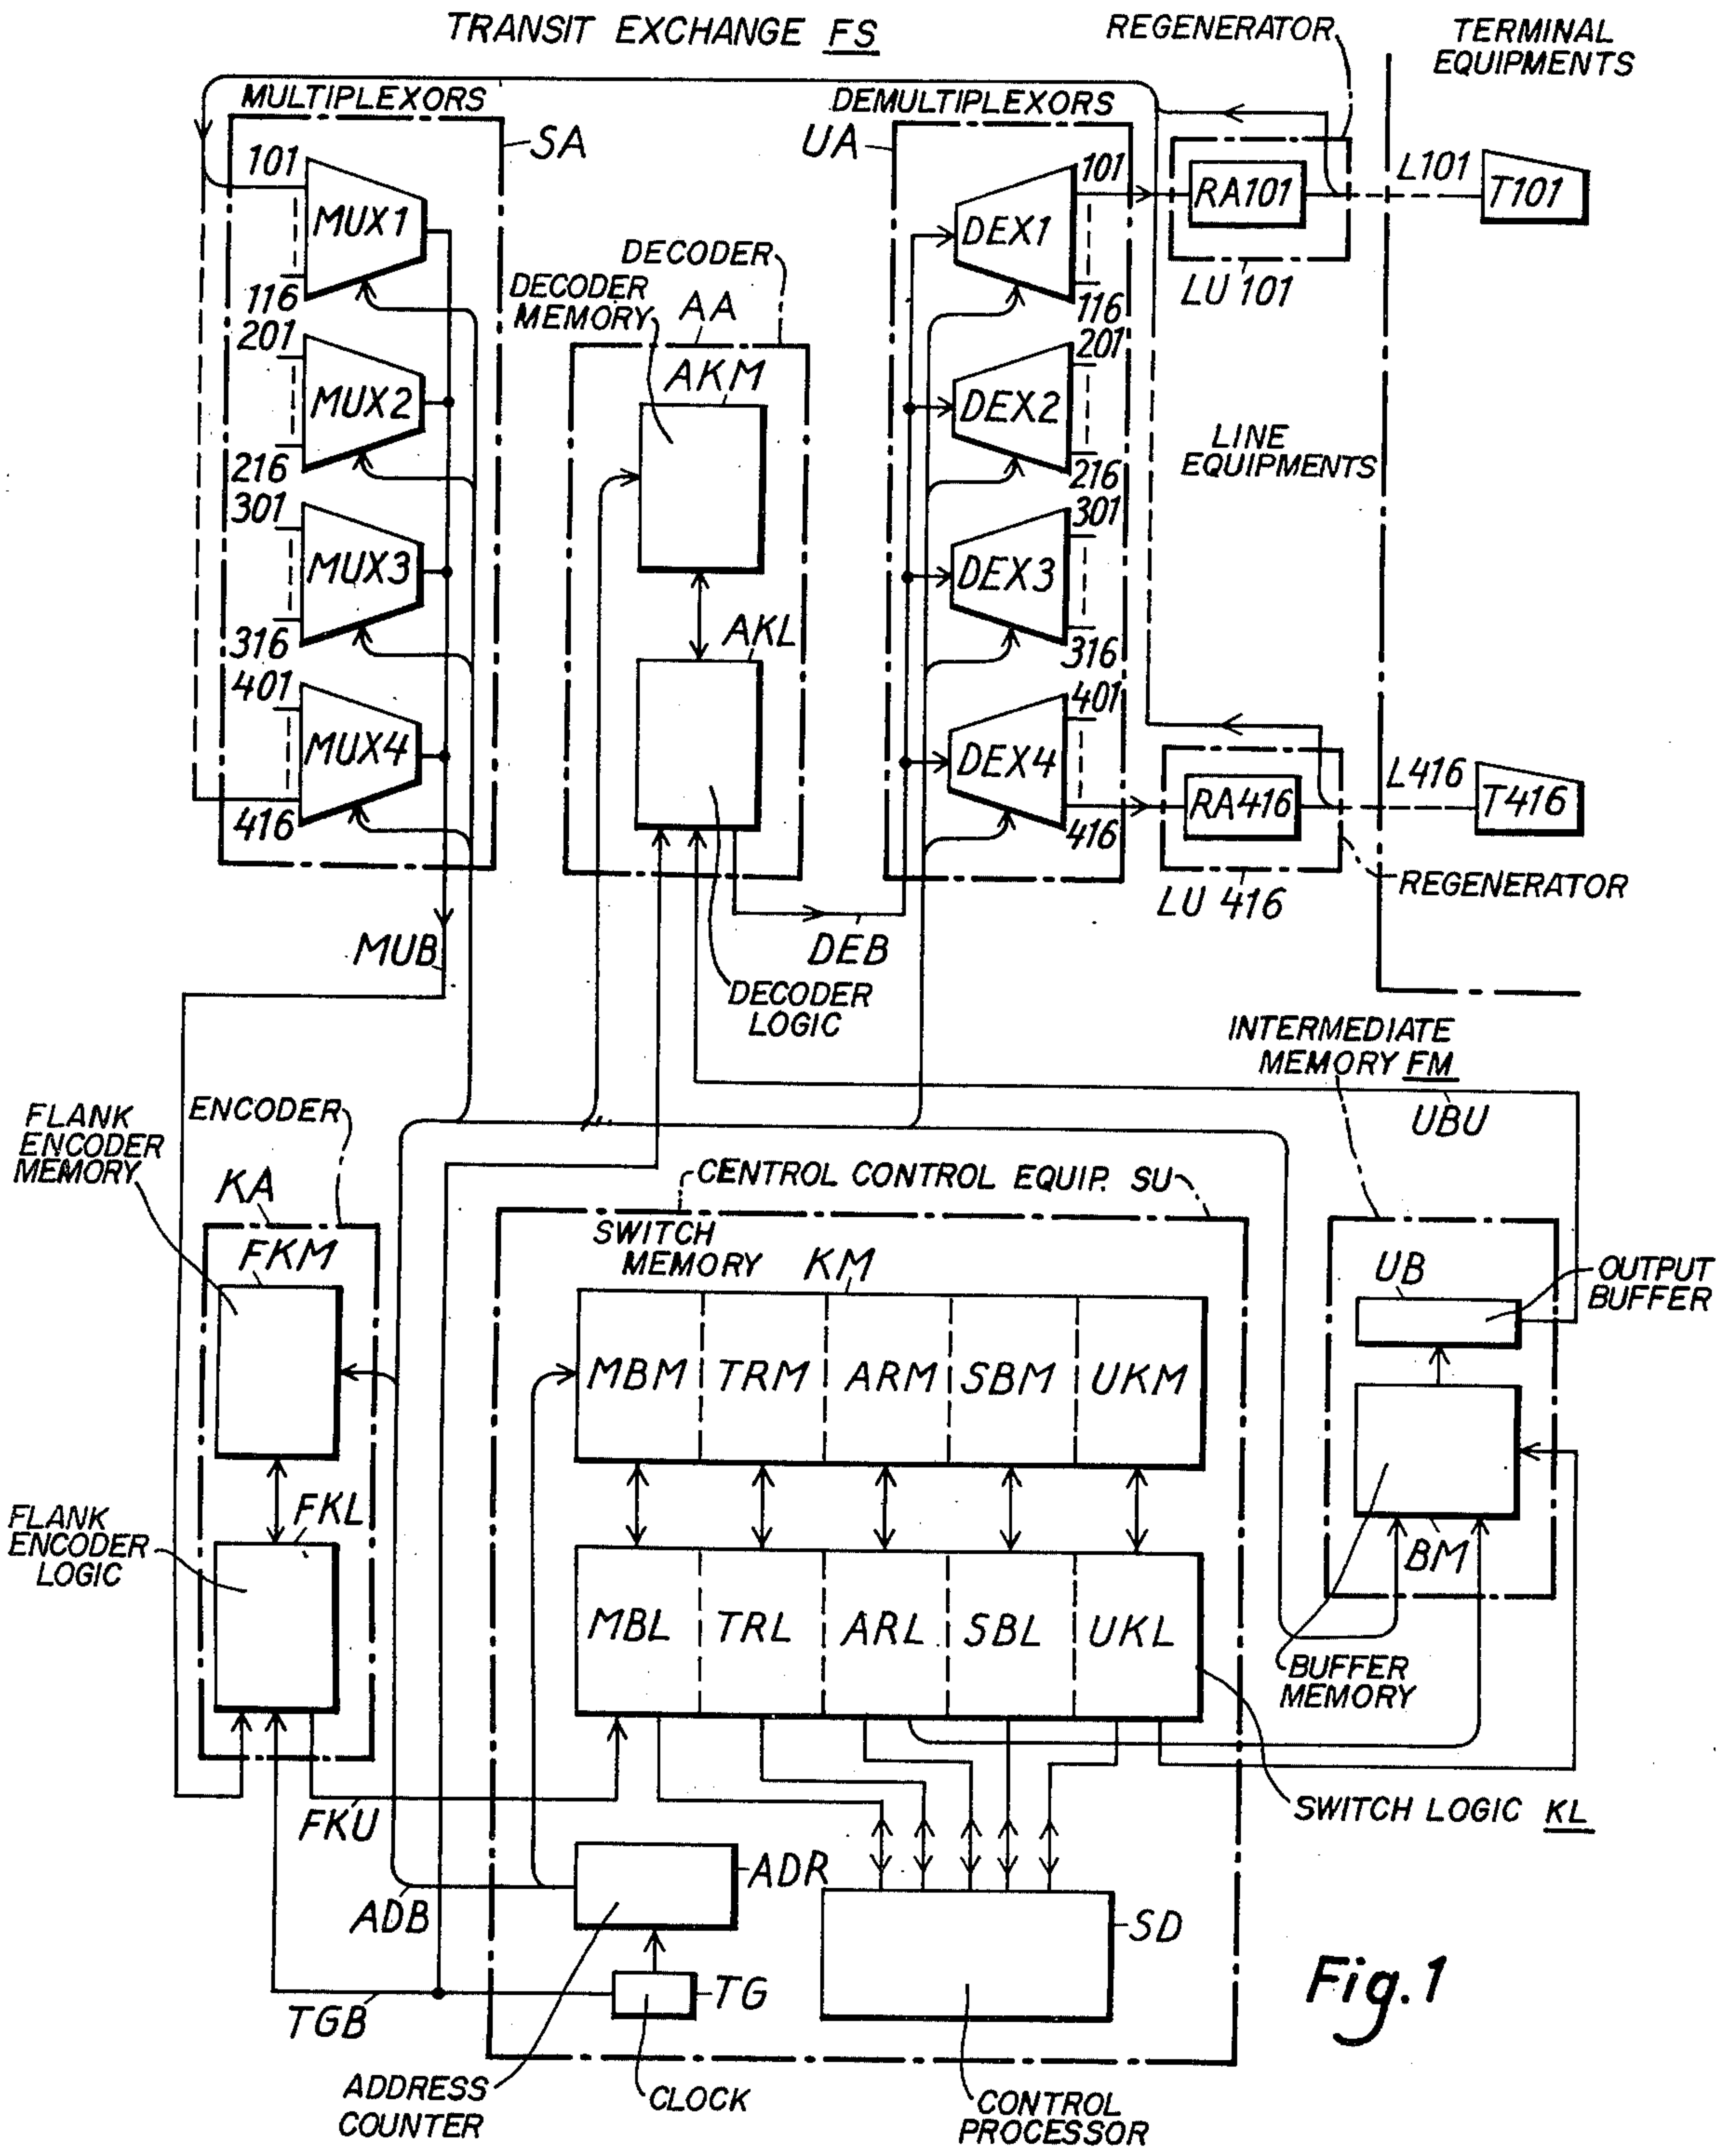 TRANSIT EXCHANGE FS
REGENERATOR
TERMINAL
EQUIPMENTS
MULTIPLEXORS
SA
DEMULTIPLEXORS
UA
101
MUX1
116
201
MUX2
216
301
MUX3
316
401
MUX4
416
MUB
DECODER
DECODER
MEMORY
AA
AKM
AKL
DEB
DECODER
LOGIC
101
DEX1
116
201
DEX2
216
301
DEX3
316
401
DEX4
416
RA101
LU 101
L101
T101
LINE
EQUIPMENTS
RA416
LU 416
L416
T416
REGENERATOR
INTERMEDIATE
MEMORY FM
UBU
FLANK
ENCODER
MEMORY
ENCODER
KA
FKM
FLANK
ENCODER
LOGIC
FKL
FKU
CENTROL CONTROL EQUIP. SU
SWITCH
MEMORY KM
MBM TRM ARM SBM UKM
MBL TRL ARL SBL UKL
UB
OUTPUT
BUFFER
BM
BUFFER
MEMORY
SWITCH LOGIC KL
ADR
ADB
SD
TG
TGB
ADDRESS
COUNTER
CLOCK
CONTROL
PROCESSOR
Fig.1